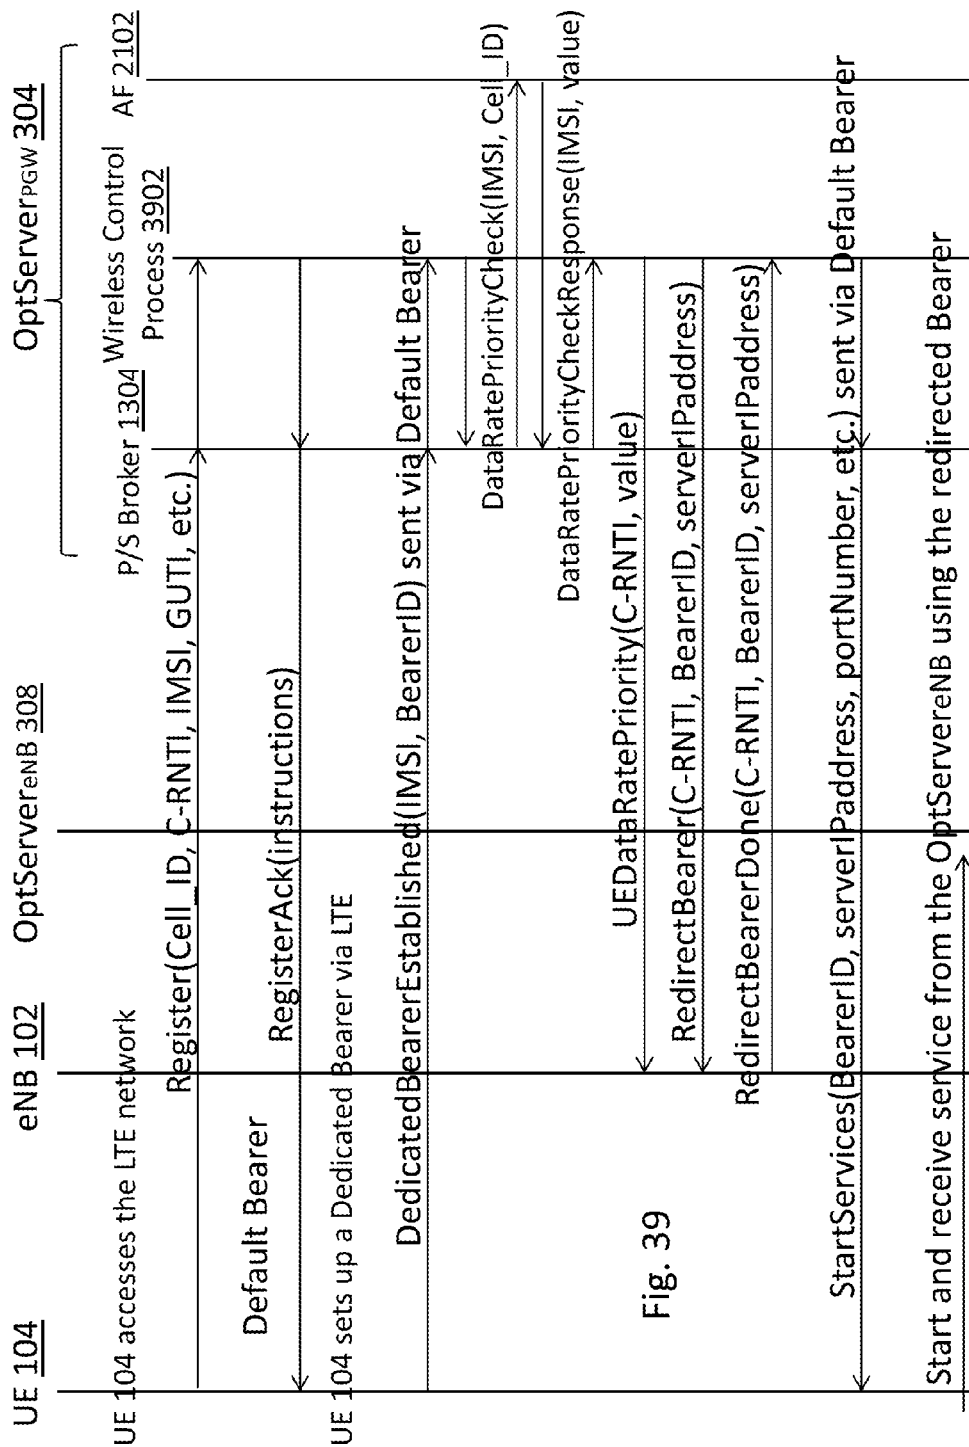 UE 104
eNB 102
OptServereNB 308
OptServerPGW 304
P/S Broker 1304
Wireless Control
Process 3902
AF 2102
UE 104 accesses the LTE network
Register(Cell_ID, C-RNTI, IMSI, GUTI, etc.)
Default Bearer
RegisterAck(instructions)
UE 104 sets up a Dedicated Bearer via LTE
DedicatedBearerEstablished(IMSI, BearerID) sent via Default Bearer
DataRatePriorityCheck(IMSI, Cell_ID)
DataRatePriorityCheckResponse(IMSI, value)
UEDataRatePriority(C-RNTI, value)
RedirectBearer(C-RNTI, BearerID, serverIPaddress)
RedirectBearerDone(C-RNTI, BearerID, serverIPaddress)
StartServices(BearerID, serverIPaddress, portNumber, etc.) sent via Default Bearer
Start and receive service from the OptServereNB using the redirected Bearer
Fig. 39